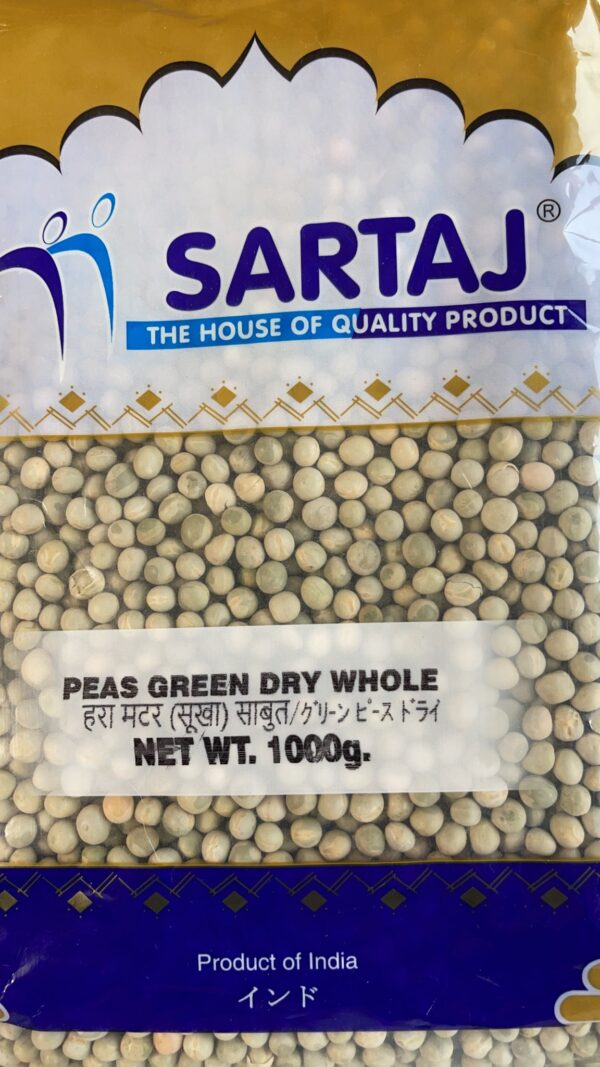 SARTAJ®
THE HOUSE OF QUALITY PRODUCT
PEAS GREEN DRY WHOLE
हरा मटर (सूखा) साबुत/グリーンピース ドライ
NET WT. 1000g.
Product of India
インド